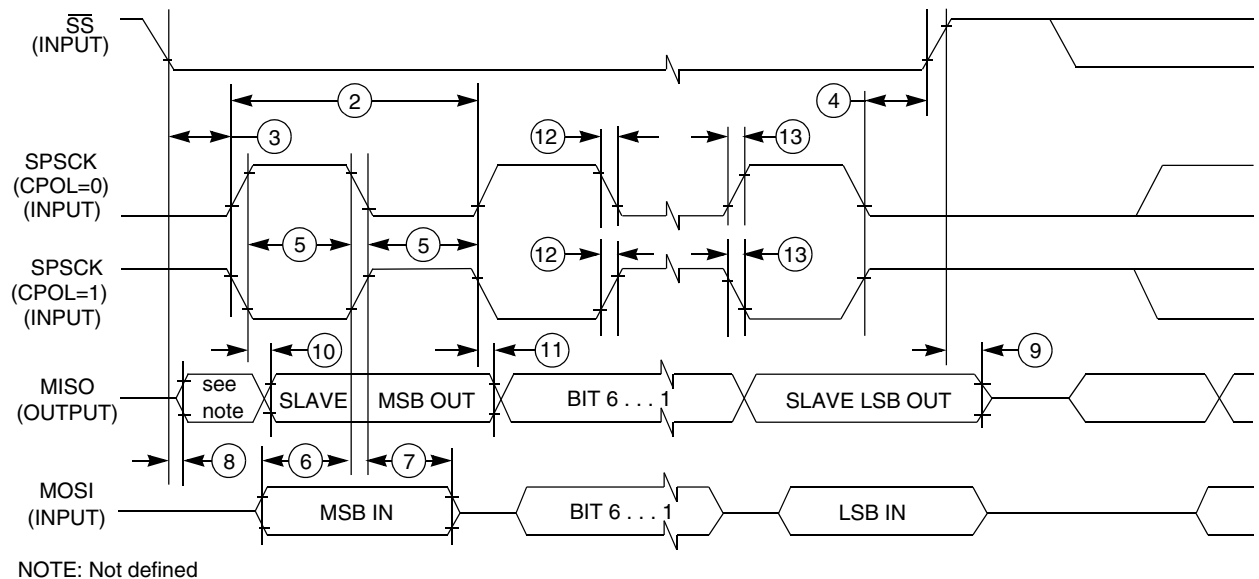 SS
(INPUT)
2
4
3
12
13
SPSCK
(CPOL=0)
(INPUT)
5
5
12
13
SPSCK
(CPOL=1)
(INPUT)
10
11
9
MISO
(OUTPUT)
see
note
SLAVE
MSB OUT
BIT 6 . . . 1
SLAVE LSB OUT
8
6
7
MOSI
(INPUT)
MSB IN
BIT 6 . . . 1
LSB IN
NOTE: Not defined